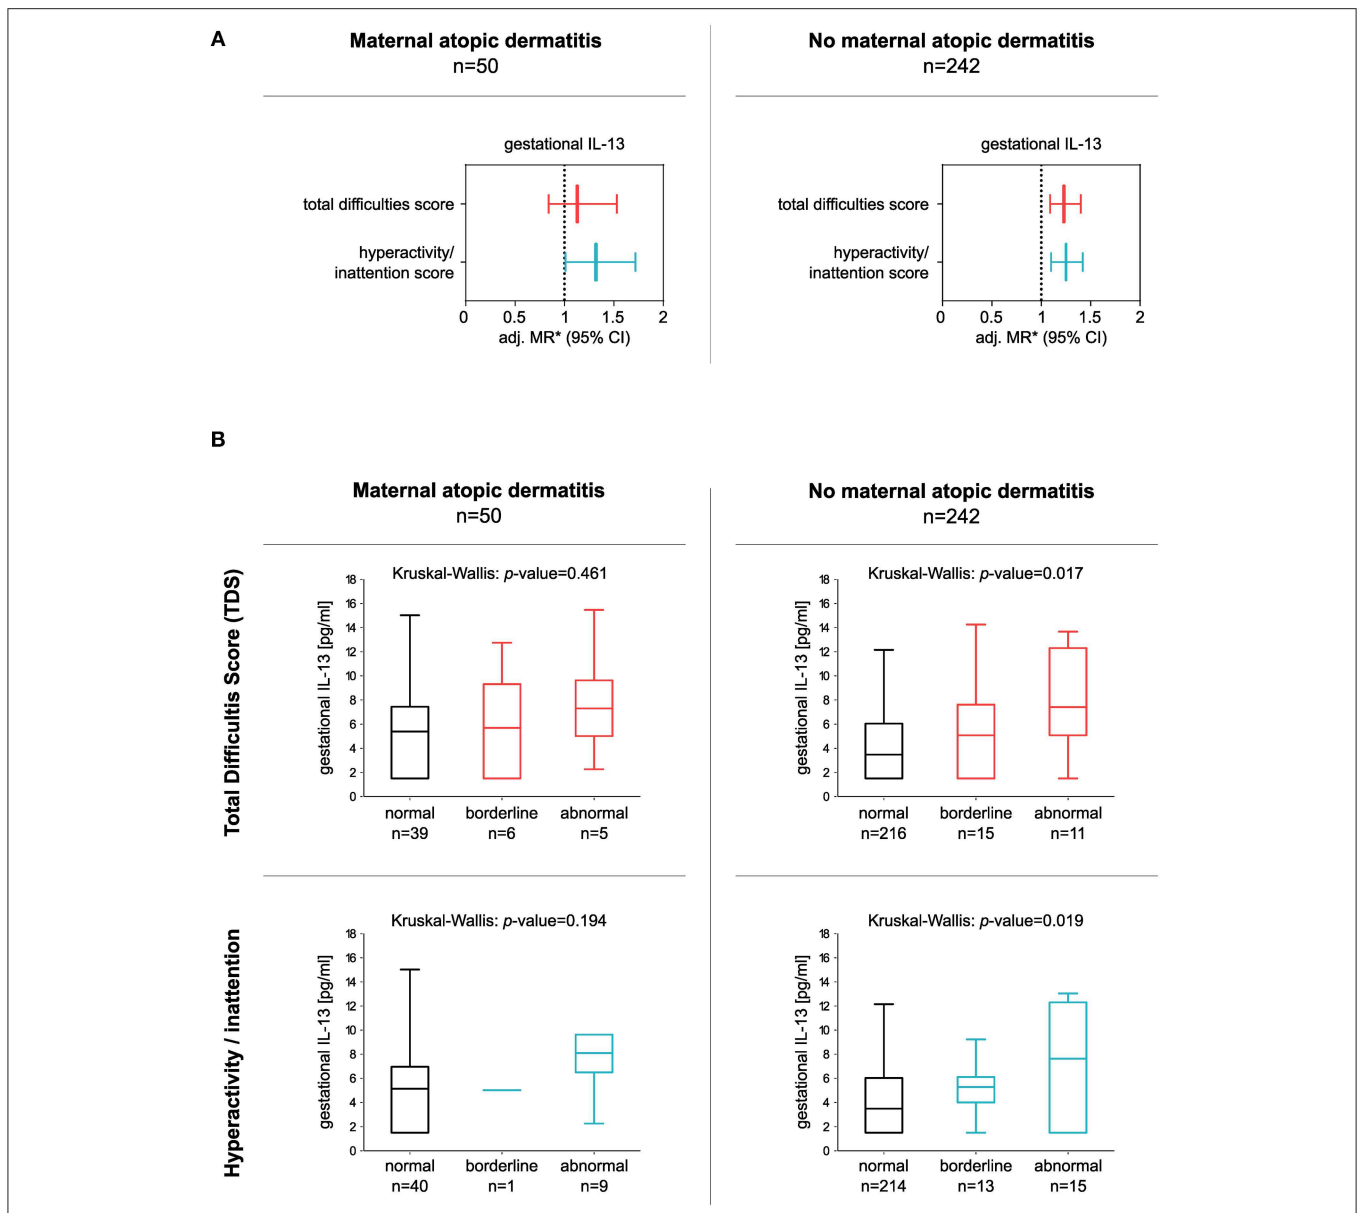 A
Maternal atopic dermatitis
n=50
No maternal atopic dermatitis
n=242
gestational IL-13
total difficulties score
hyperactivity/
inattention score
0 0.5 1 1.5 2
adj. MR* (95% CI)
gestational IL-13
total difficulties score
hyperactivity/
inattention score
0 0.5 1 1.5 2
adj. MR* (95% CI)
B
Maternal atopic dermatitis
n=50
No maternal atopic dermatitis
n=242
Total Difficultis Score (TDS)
Kruskal-Wallis: p-value=0.461
gestational IL-13 [pg/ml]
18
16
14
12
10
8
6
4
2
0
normal borderline abnormal
n=39 n=6 n=5
Kruskal-Wallis: p-value=0.017
gestational IL-13 [pg/ml]
18
16
14
12
10
8
6
4
2
0
normal borderline abnormal
n=216 n=15 n=11
Hyperactivity / inattention
Kruskal-Wallis: p-value=0.194
gestational IL-13 [pg/ml]
18
16
14
12
10
8
6
4
2
0
normal borderline abnormal
n=40 n=1 n=9
Kruskal-Wallis: p-value=0.019
gestational IL-13 [pg/ml]
18
16
14
12
10
8
6
4
2
0
normal borderline abnormal
n=214 n=13 n=15